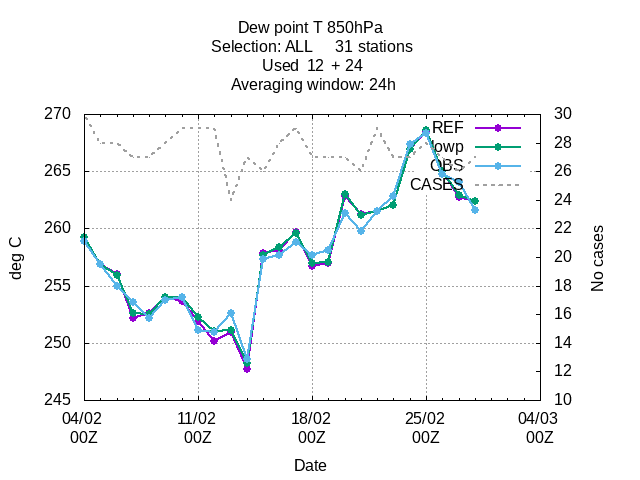 Dew point T 850hPa
Selection: ALL 31 stations
Used 12 + 24
Averaging window: 24h
270
265
260
255
250
245
30
28
26
24
22
20
18
16
14
12
10
REF
lowp
OBS
CASES
deg C
No cases
04/02 11/02 18/02 25/02 04/03
00Z 00Z 00Z 00Z 00Z
Date